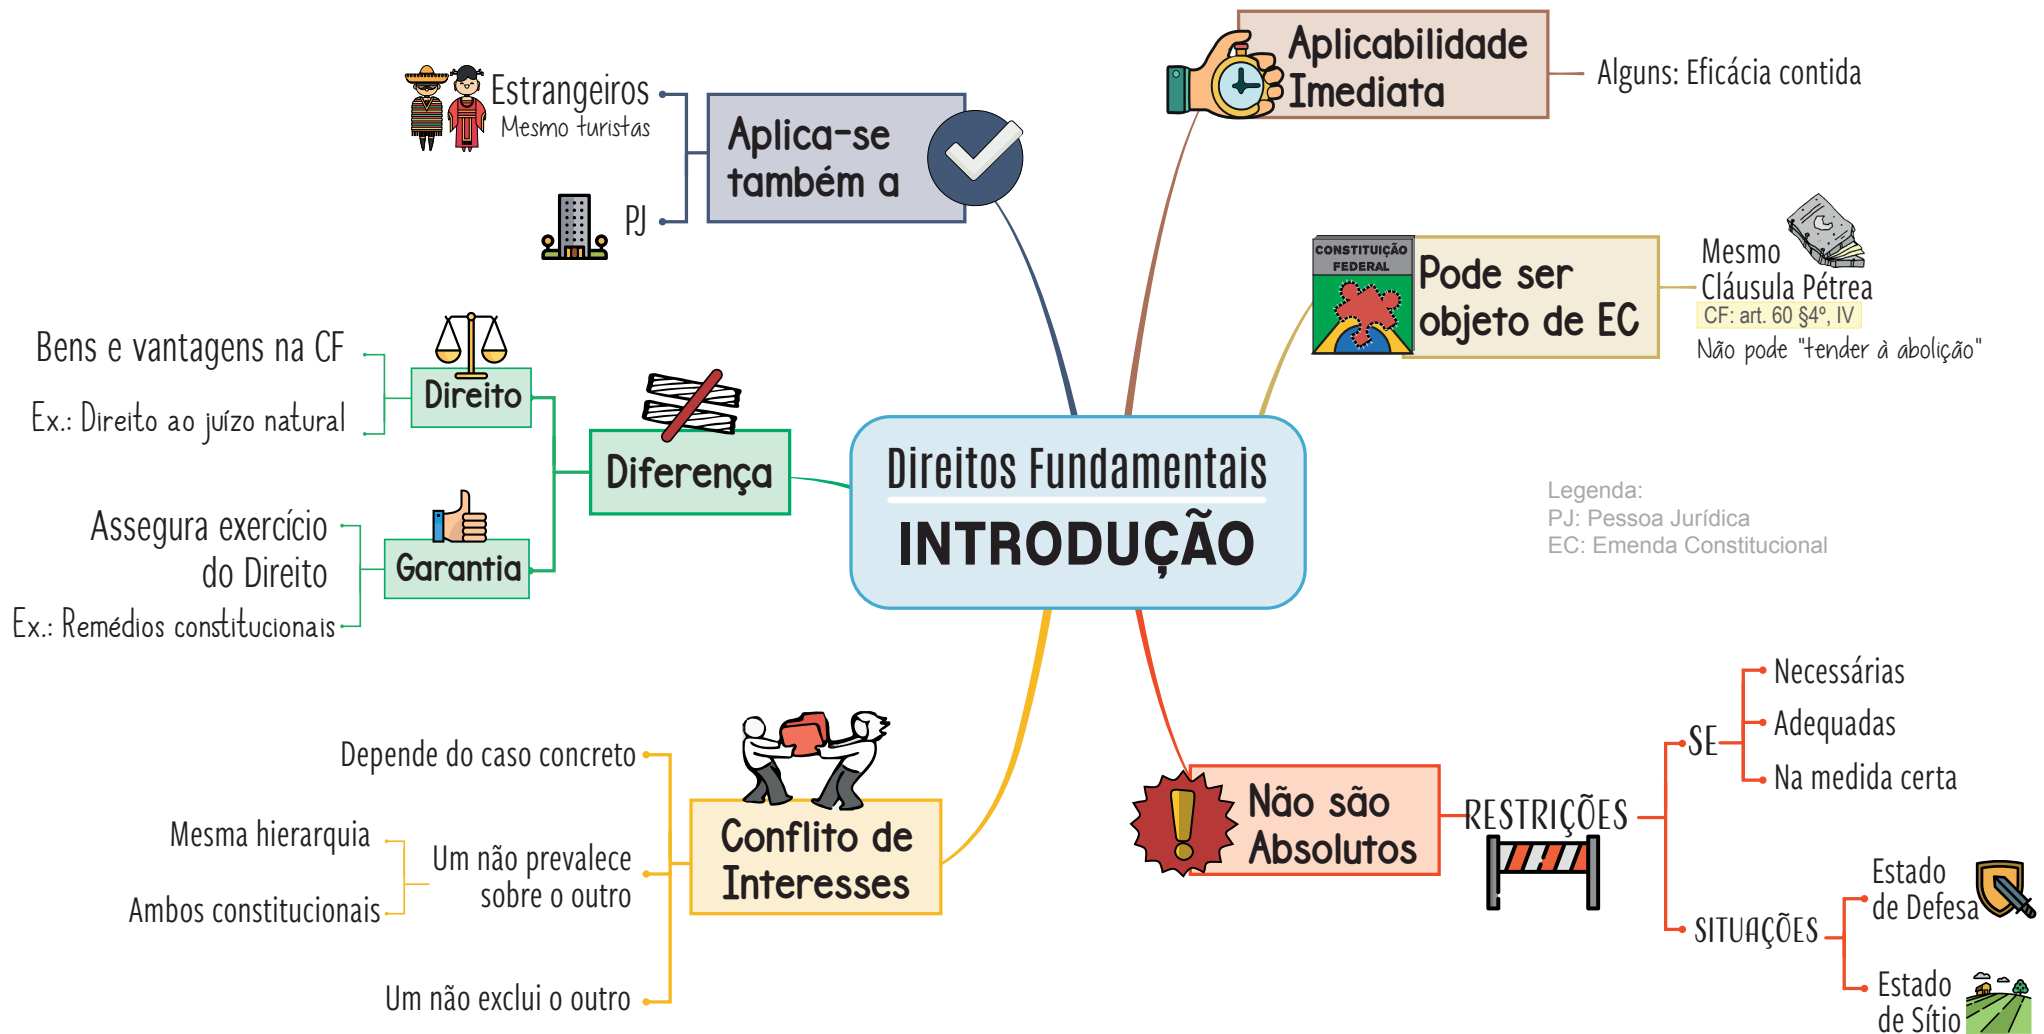 Direitos Fundamentais
INTRODUÇÃO
Aplicabilidade
Imediata
Alguns: Eficácia contida
CONSTITUIÇÃO
FEDERAL
Pode ser
objeto de EC
Mesmo
Cláusula Pétrea
CF: art. 60 §4º, IV
Não pode "tender à abolição"
Legenda:
PJ: Pessoa Jurídica
EC: Emenda Constitucional
Não são
Absolutos
RESTRIÇÕES
SE
Necessárias
Adequadas
Na medida certa
SITUAÇÕES
Estado
de Defesa
Estado
de Sítio
Conflito de
Interesses
Depende do caso concreto
Um não prevalece
sobre o outro
Mesma hierarquia
Ambos constitucionais
Um não exclui o outro
Diferença
Direito
Bens e vantagens na CF
Ex.: Direito ao juízo natural
Garantia
Assegura exercício
do Direito
Ex.: Remédios constitucionais
Aplica-se
também a
Estrangeiros
Mesmo turistas
PJ